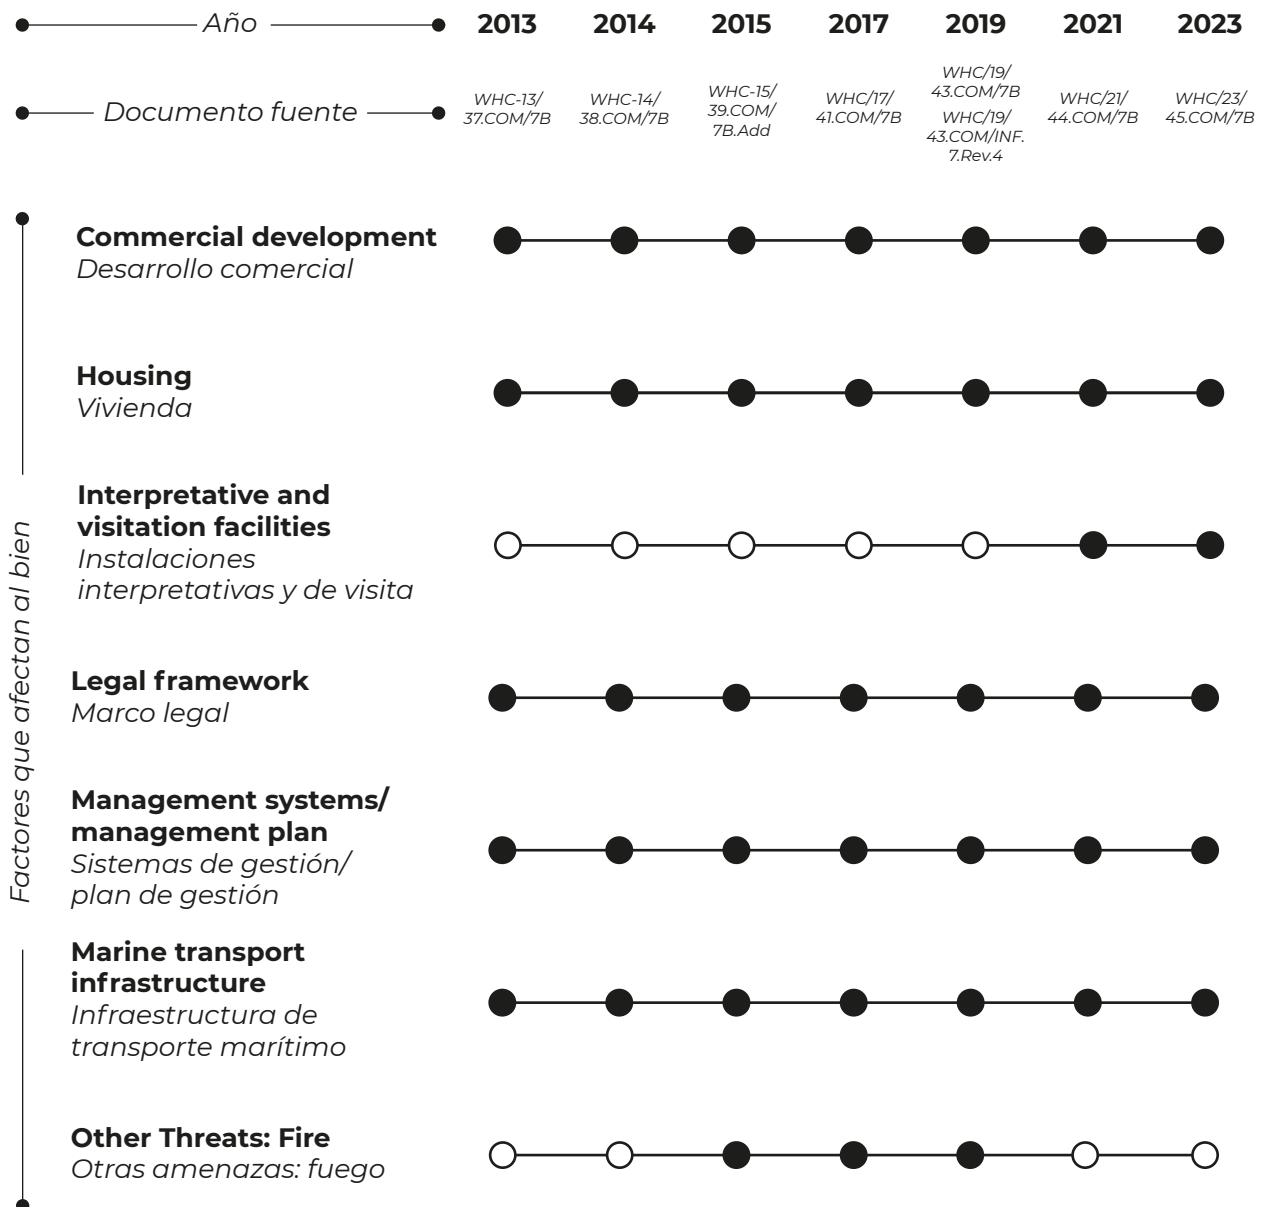 Año
2013 2014 2015 2017 2019 2021 2023
Documento fuente
WHC-13/
37.COM/7B
WHC-14/
38.COM/7B
WHC-15/
39.COM/
7B.Add
WHC/17/
41.COM/7B
WHC/19/
43.COM/7B
WHC/19/
43.COM/INF.
7.Rev.4
WHC/21/
44.COM/7B
WHC/23/
45.COM/7B
Factores que afectan al bien
Commercial development
Desarrollo comercial
Housing
Vivienda
Interpretative and
visitation facilities
Instalaciones
interpretativas y de visita
Legal framework
Marco legal
Management systems/
management plan
Sistemas de gestión/
plan de gestión
Marine transport
infrastructure
Infraestructura de
transporte marítimo
Other Threats: Fire
Otras amenazas: fuego